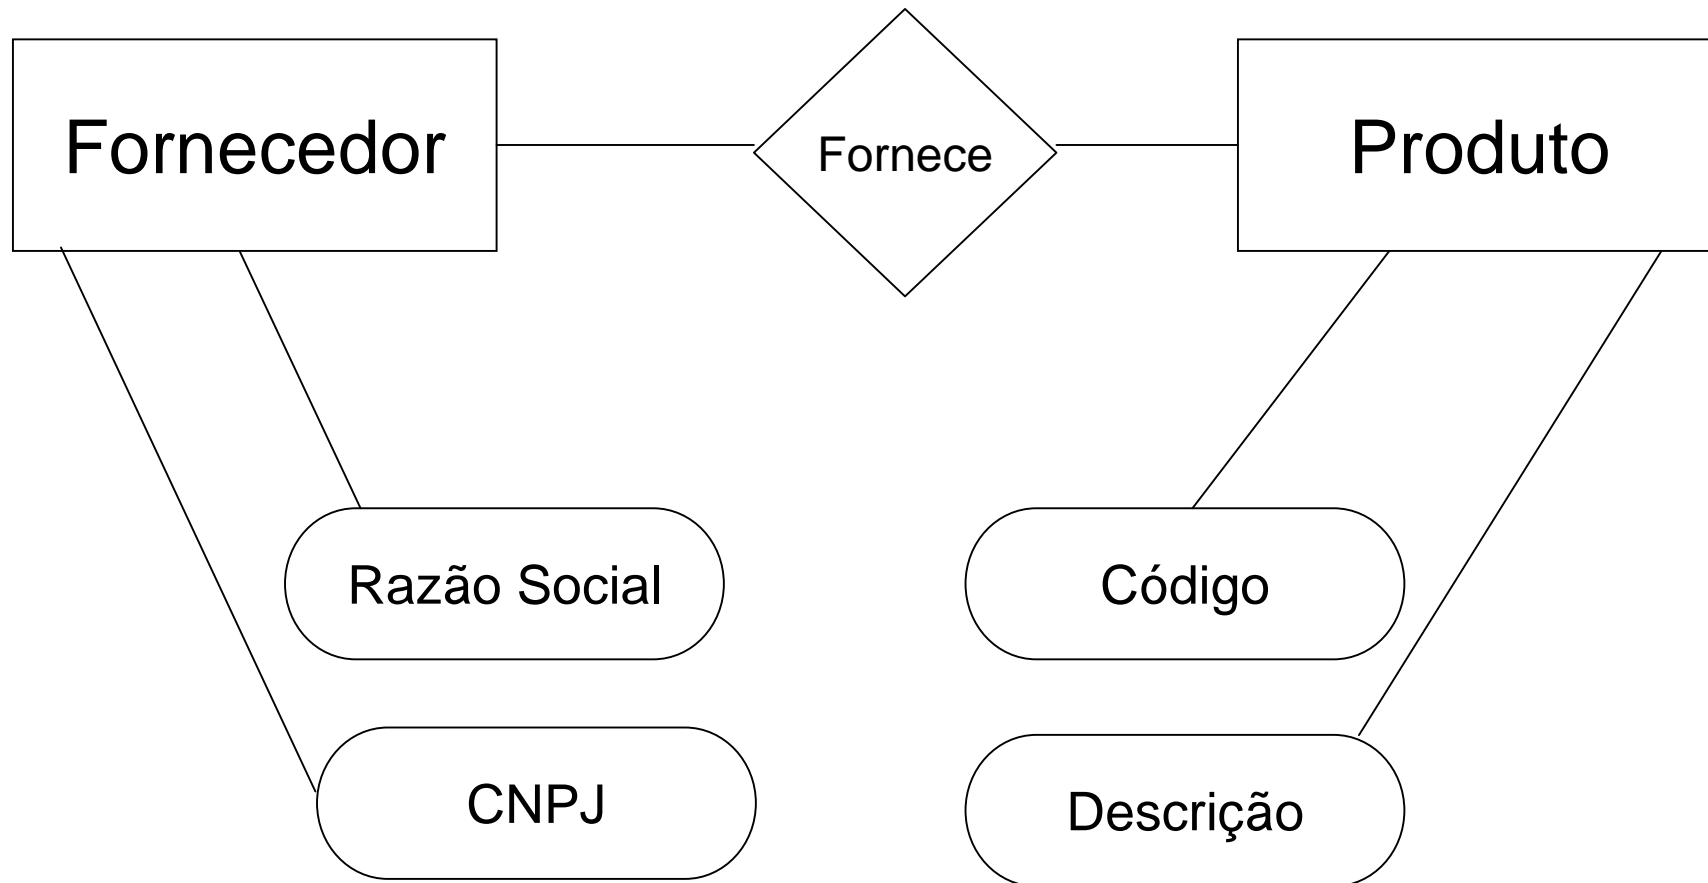 Fornecedor
Fornece
Produto
Razão Social
Código
CNPJ
Descrição